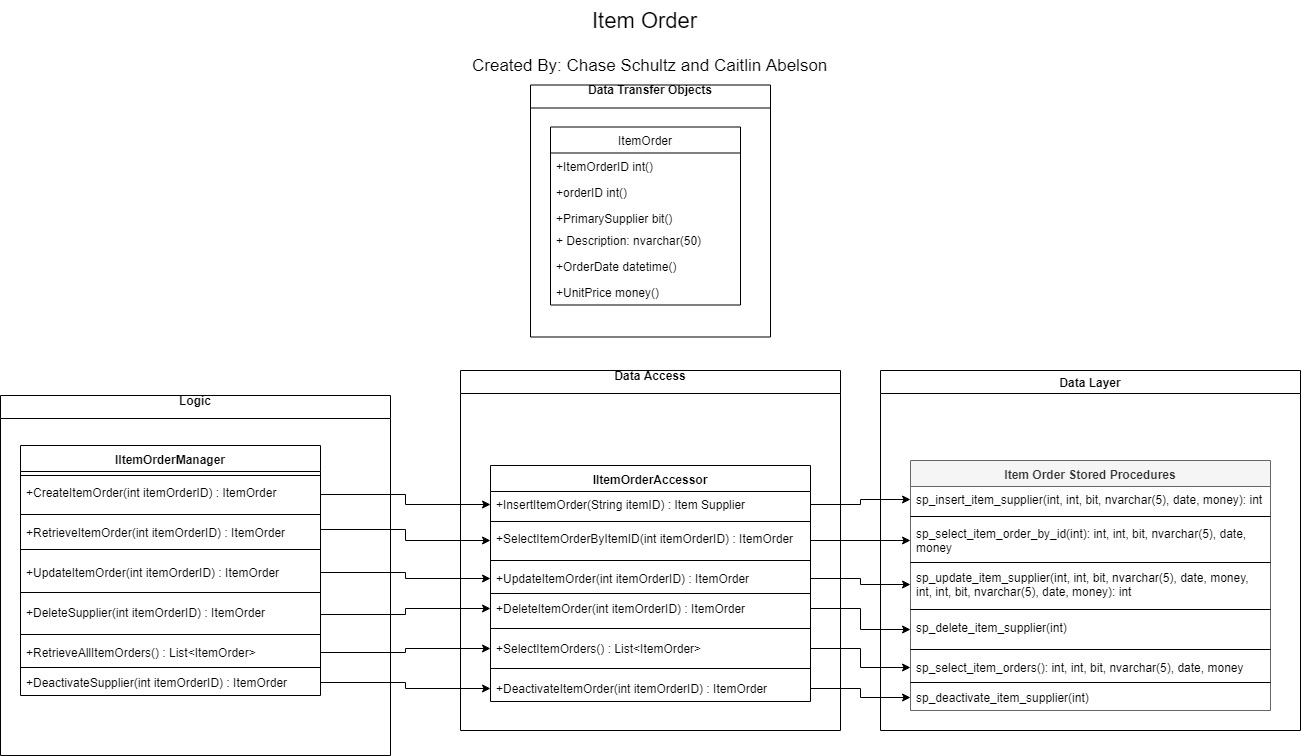 Item Order
Created By: Chase Schultz and Caitlin Abelson
Data Transfer Objects
ItemOrder
+ItemOrderID int()
+orderID int()
+PrimarySupplier bit()
+ Description: nvarchar(50)
+OrderDate datetime()
+UnitPrice money()
Logic
IItemOrderManager
+CreateItemOrder(int itemOrderID) : ItemOrder
+RetrieveItemOrder(int itemOrderID) : ItemOrder
+UpdateItemOrder(int itemOrderID) : ItemOrder
+DeleteSupplier(int itemOrderID) : ItemOrder
+RetrieveAllItemOrders() : List<ItemOrder>
+DeactivateSupplier(int itemOrderID) : ItemOrder
Data Access
IItemOrderAccessor
+InsertItemOrder(String itemID) : Item Supplier
+SelectItemOrderByItemID(int itemOrderID) : ItemOrder
+UpdateItemOrder(int itemOrderID) : ItemOrder
+DeleteItemOrder(int itemOrderID) : ItemOrder
+SelectItemOrders() : List<ItemOrder>
+DeactivateItemOrder(int itemOrderID) : ItemOrder
Data Layer
Item Order Stored Procedures
sp_insert_item_supplier(int, int, bit, nvarchar(5), date, money): int
sp_select_item_order_by_id(int): int, int, bit, nvarchar(5), date,
money
sp_update_item_supplier(int, int, bit, nvarchar(5), date, money,
int, int, bit, nvarchar(5), date, money): int
sp_delete_item_supplier(int)
sp_select_item_orders(): int, int, bit, nvarchar(5), date, money
sp_deactivate_item_supplier(int)